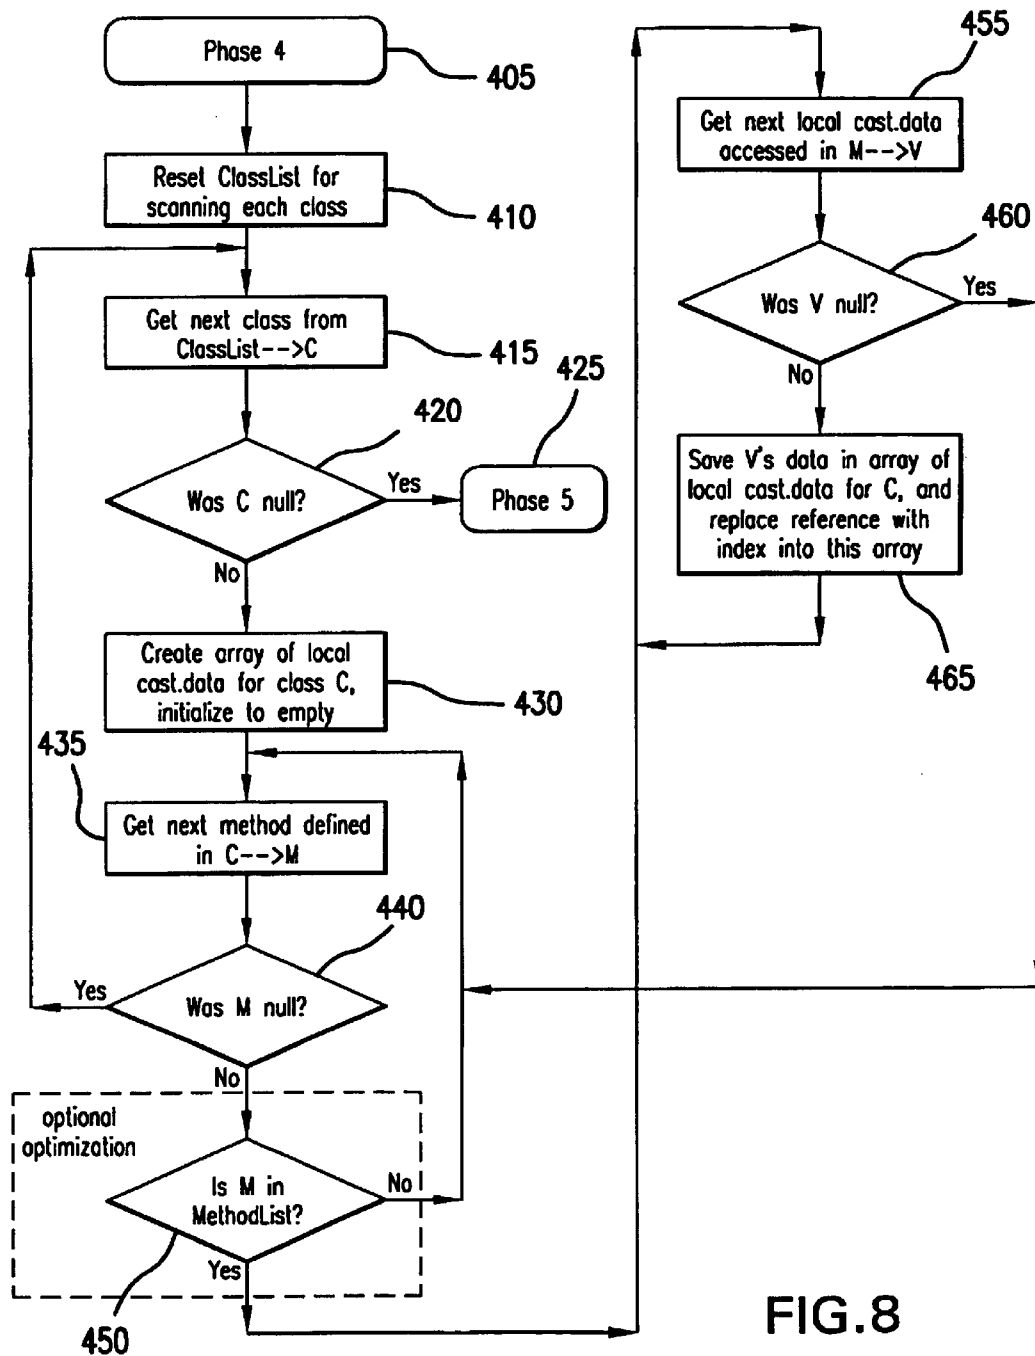 Phase 4
405
Reset ClassList for
scanning each class
410
Get next class from
ClassList-->C
415
420
Was C null?
Yes
No
425
Phase 5
Create array of local
cast.data for class C,
initialize to empty
430
435
Get next method defined
in C-->M
440
Was M null?
Yes
No
optional
optimization
Is M in
MethodList?
No
Yes
450
455
Get next local cast.data
accessed in M-->V
460
Was V null?
Yes
No
Save V's data in array of
local cast.data for C, and
replace reference with
index into this array
465
FIG.8